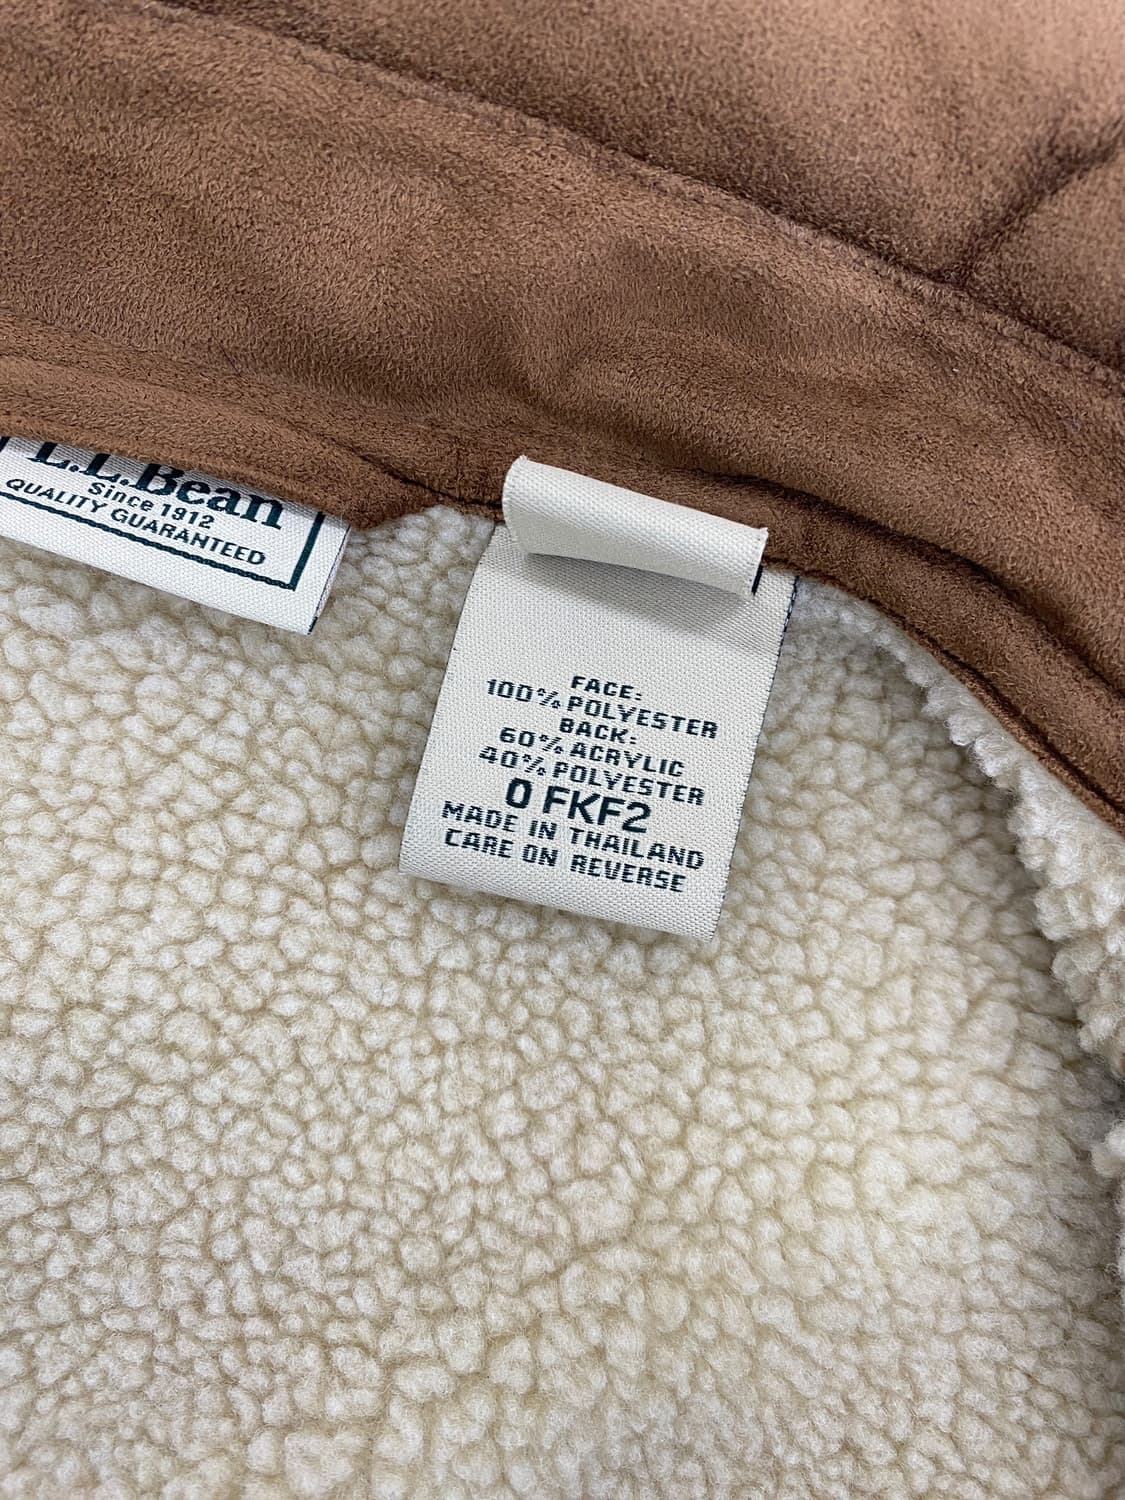 L.L.Bean
Since 1912
QUALITY GUARANTEED
FACE:
100% POLYESTER
BACK:
60% ACRYLIC
40% POLYESTER
0 FKF2
MADE IN THAILAND
CARE ON REVERSE